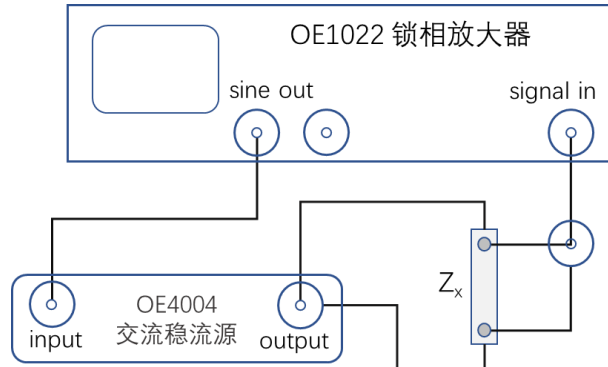 OE1022 锁相放大器
sine out
signal in
Zx
OE4004
交流稳流源
input
output